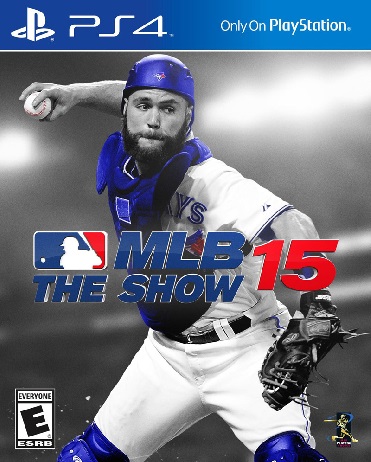 PS4
Only On PlayStation®
YS
MLB
THE SHOW 15
EVERYONE
E
ESRB